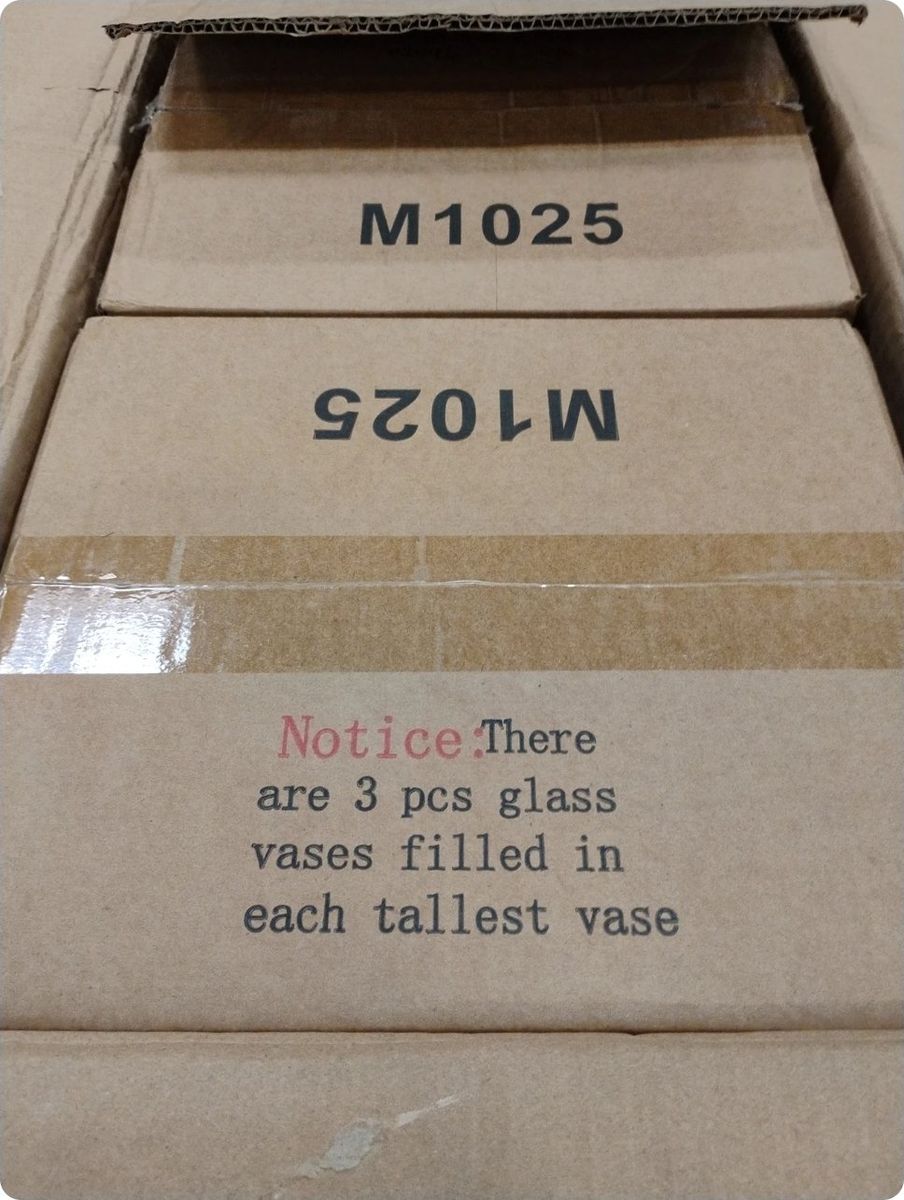 M1025
M1025
Notice:There
are 3 pcs glass
vases filled in
each tallest vase